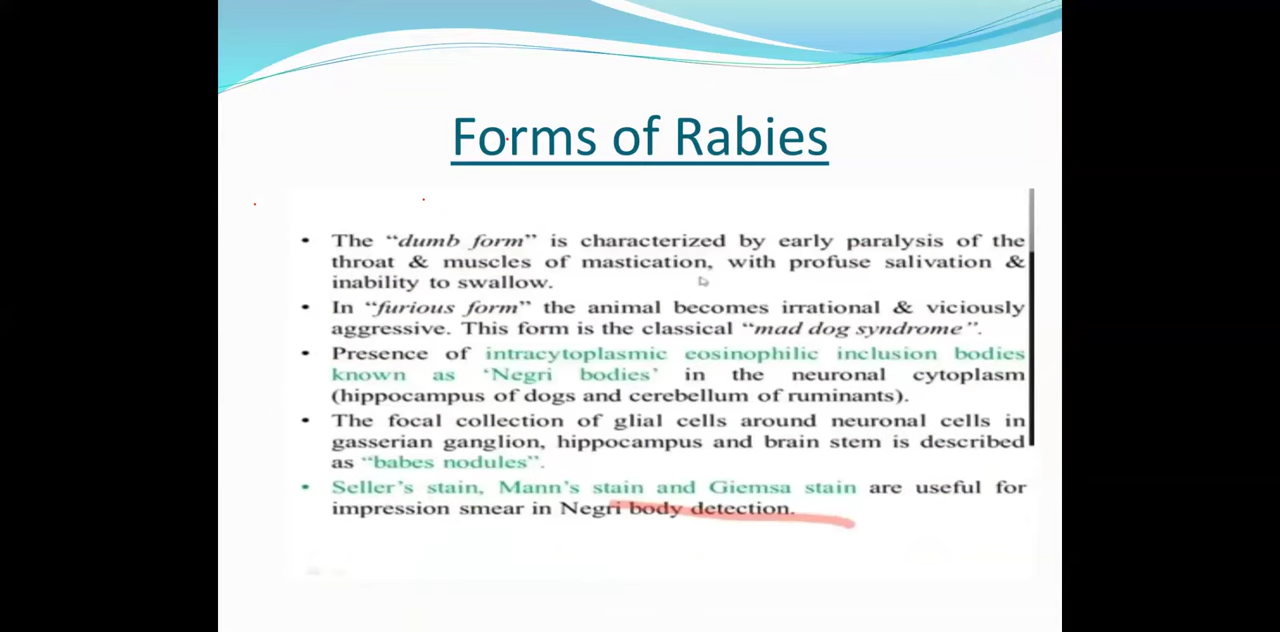 Forms of Rabies
• The “dumb form” is characterized by early paralysis of the
throat & muscles of mastication, with profuse salivation &
inability to swallow.
• In “furious form” the animal becomes irrational & viciously
aggressive. This form is the classical “mad dog syndrome”.
• Presence of intracytoplasmic eosinophilic inclusion bodies
known as ‘Negri bodies’ in the neuronal cytoplasm
(hippocampus of dogs and cerebellum of ruminants).
• The focal collection of glial cells around neuronal cells in
gasserian ganglion, hippocampus and brain stem is described
as “babes nodules”.
• Seller’s stain, Mann’s stain and Giemsa stain are useful for
impression smear in Negri body detection.